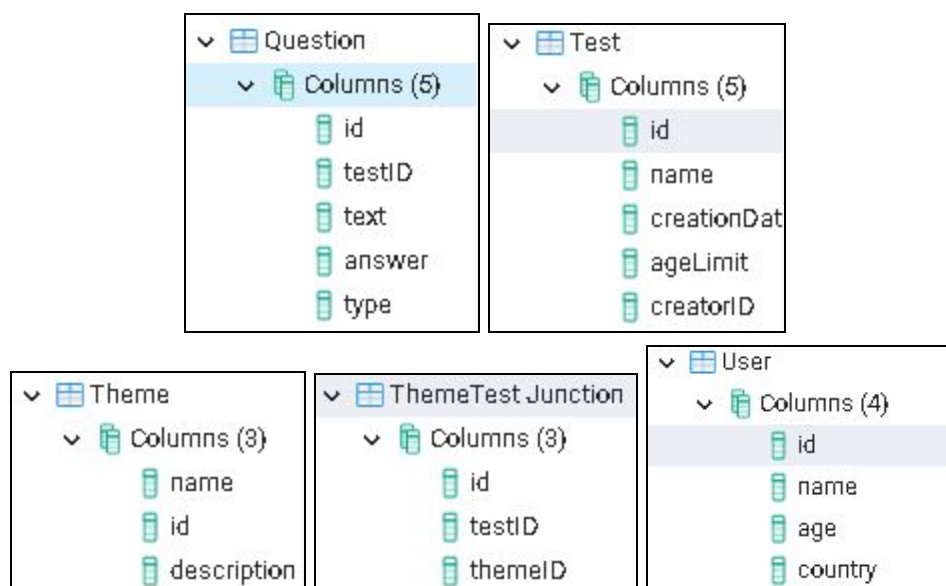 Question
Columns (5)
id
testID
text
answer
type
Test
Columns (5)
id
name
creationDat
ageLimit
creatorID
Theme
Columns (3)
name
id
description
ThemeTest Junction
Columns (3)
id
testID
themeID
User
Columns (4)
id
name
age
country